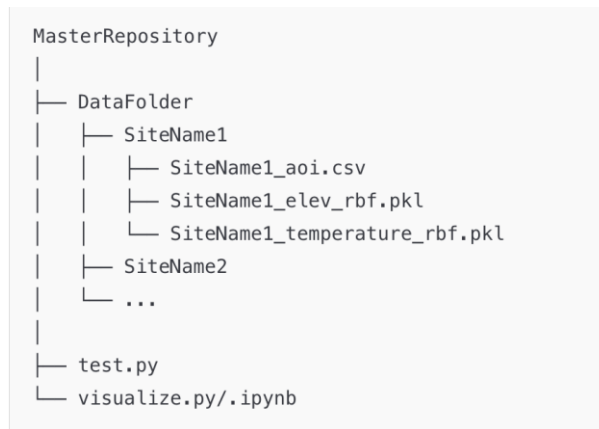 MasterRepository
│
├── DataFolder
│   ├── SiteName1
│   │   ├── SiteName1_aoi.csv
│   │   ├── SiteName1_elev_rbf.pkl
│   │   └── SiteName1_temperature_rbf.pkl
│   ├── SiteName2
│   └── ...
│
├── test.py
└── visualize.py/.ipynb